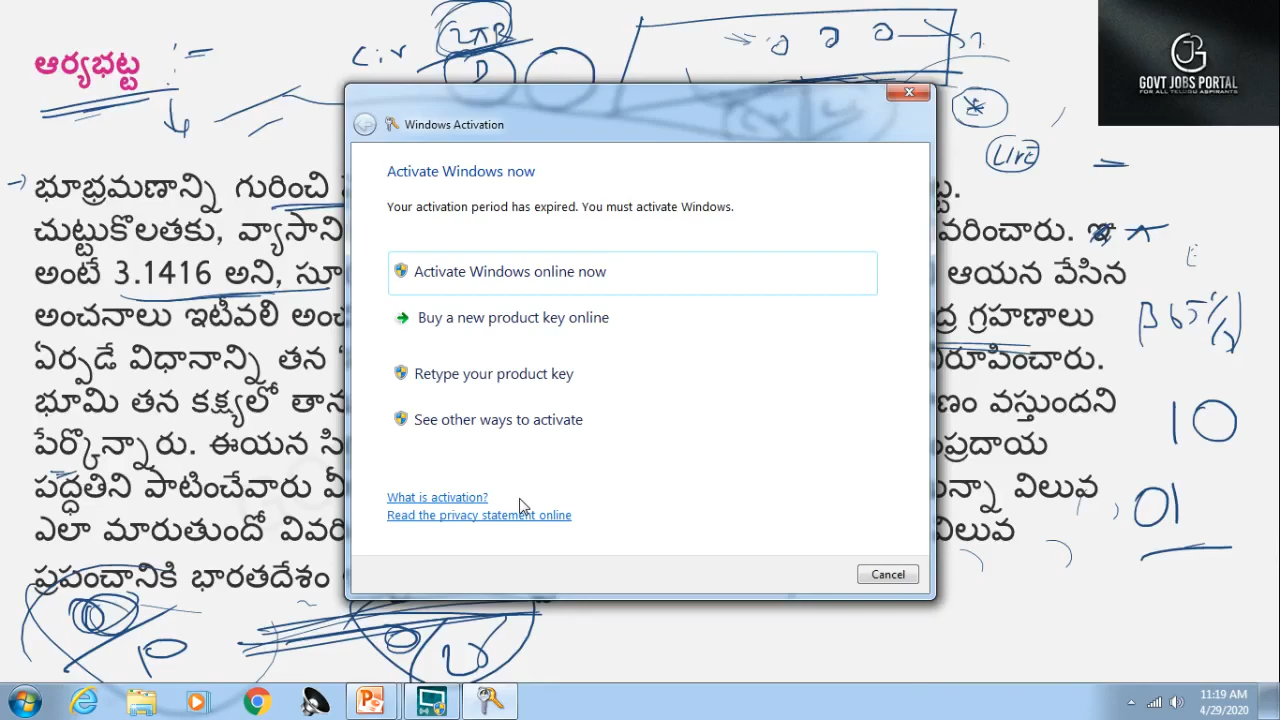 ఆర్యభట్ట :-
Cir 2πR
D
GOVT JOBS PORTAL
FOR ALL TELUGU ASPIRANTS
Live
Windows Activation
Activate Windows now
Your activation period has expired. You must activate Windows.
Activate Windows online now
Buy a new product key online
Retype your product key
See other ways to activate
What is activation?
Read the privacy statement online
Cancel
భూభ్రమణాన్ని గురించి
చుట్టుకొలతకు, వ్యాసాని వరించారు.
అంటే 3.1416 అని, సూ ఆయన వేసిన
అంచనాలు ఇటీవలి అం ద్ర గ్రహణాలు
ఏర్పడే విధానాన్ని తన రూపించారు.
భూమి తన కక్ష్యలో తాన ణం వస్తుందని
పేర్కొన్నారు. ఈయన సి ంప్రదాయ
పద్ధతిని పాటించేవారు వీ న్నా విలువ
ఎలా మారుతుందో వివరి విలువ
ప్రపంచానికి భారతదేశం
10
01
11:19 AM
4/29/2020